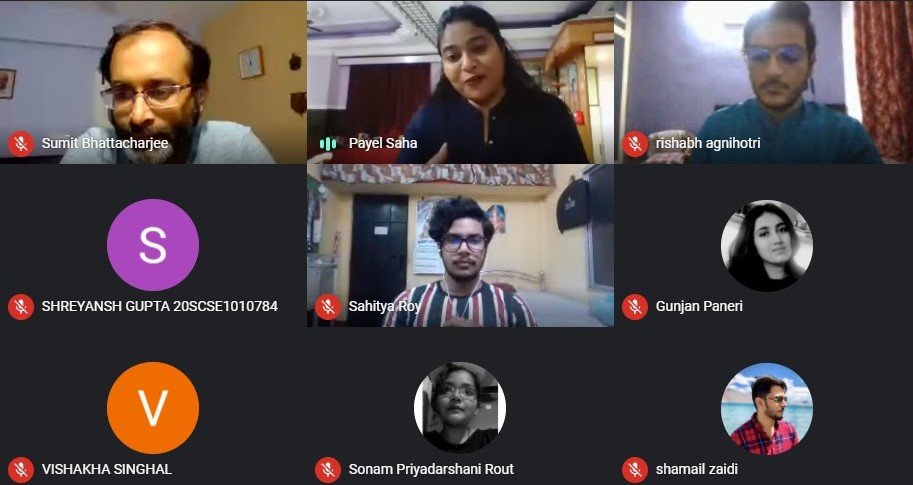 Sumit Bhattacharjee
Payel Saha
rishabh agnihotri
S
SHREYANSH GUPTA 20SCSE1010784
Sahitya Roy
Gunjan Paneri
V
VISHAKHA SINGHAL
Sonam Priyadarshani Rout
shamail zaidi